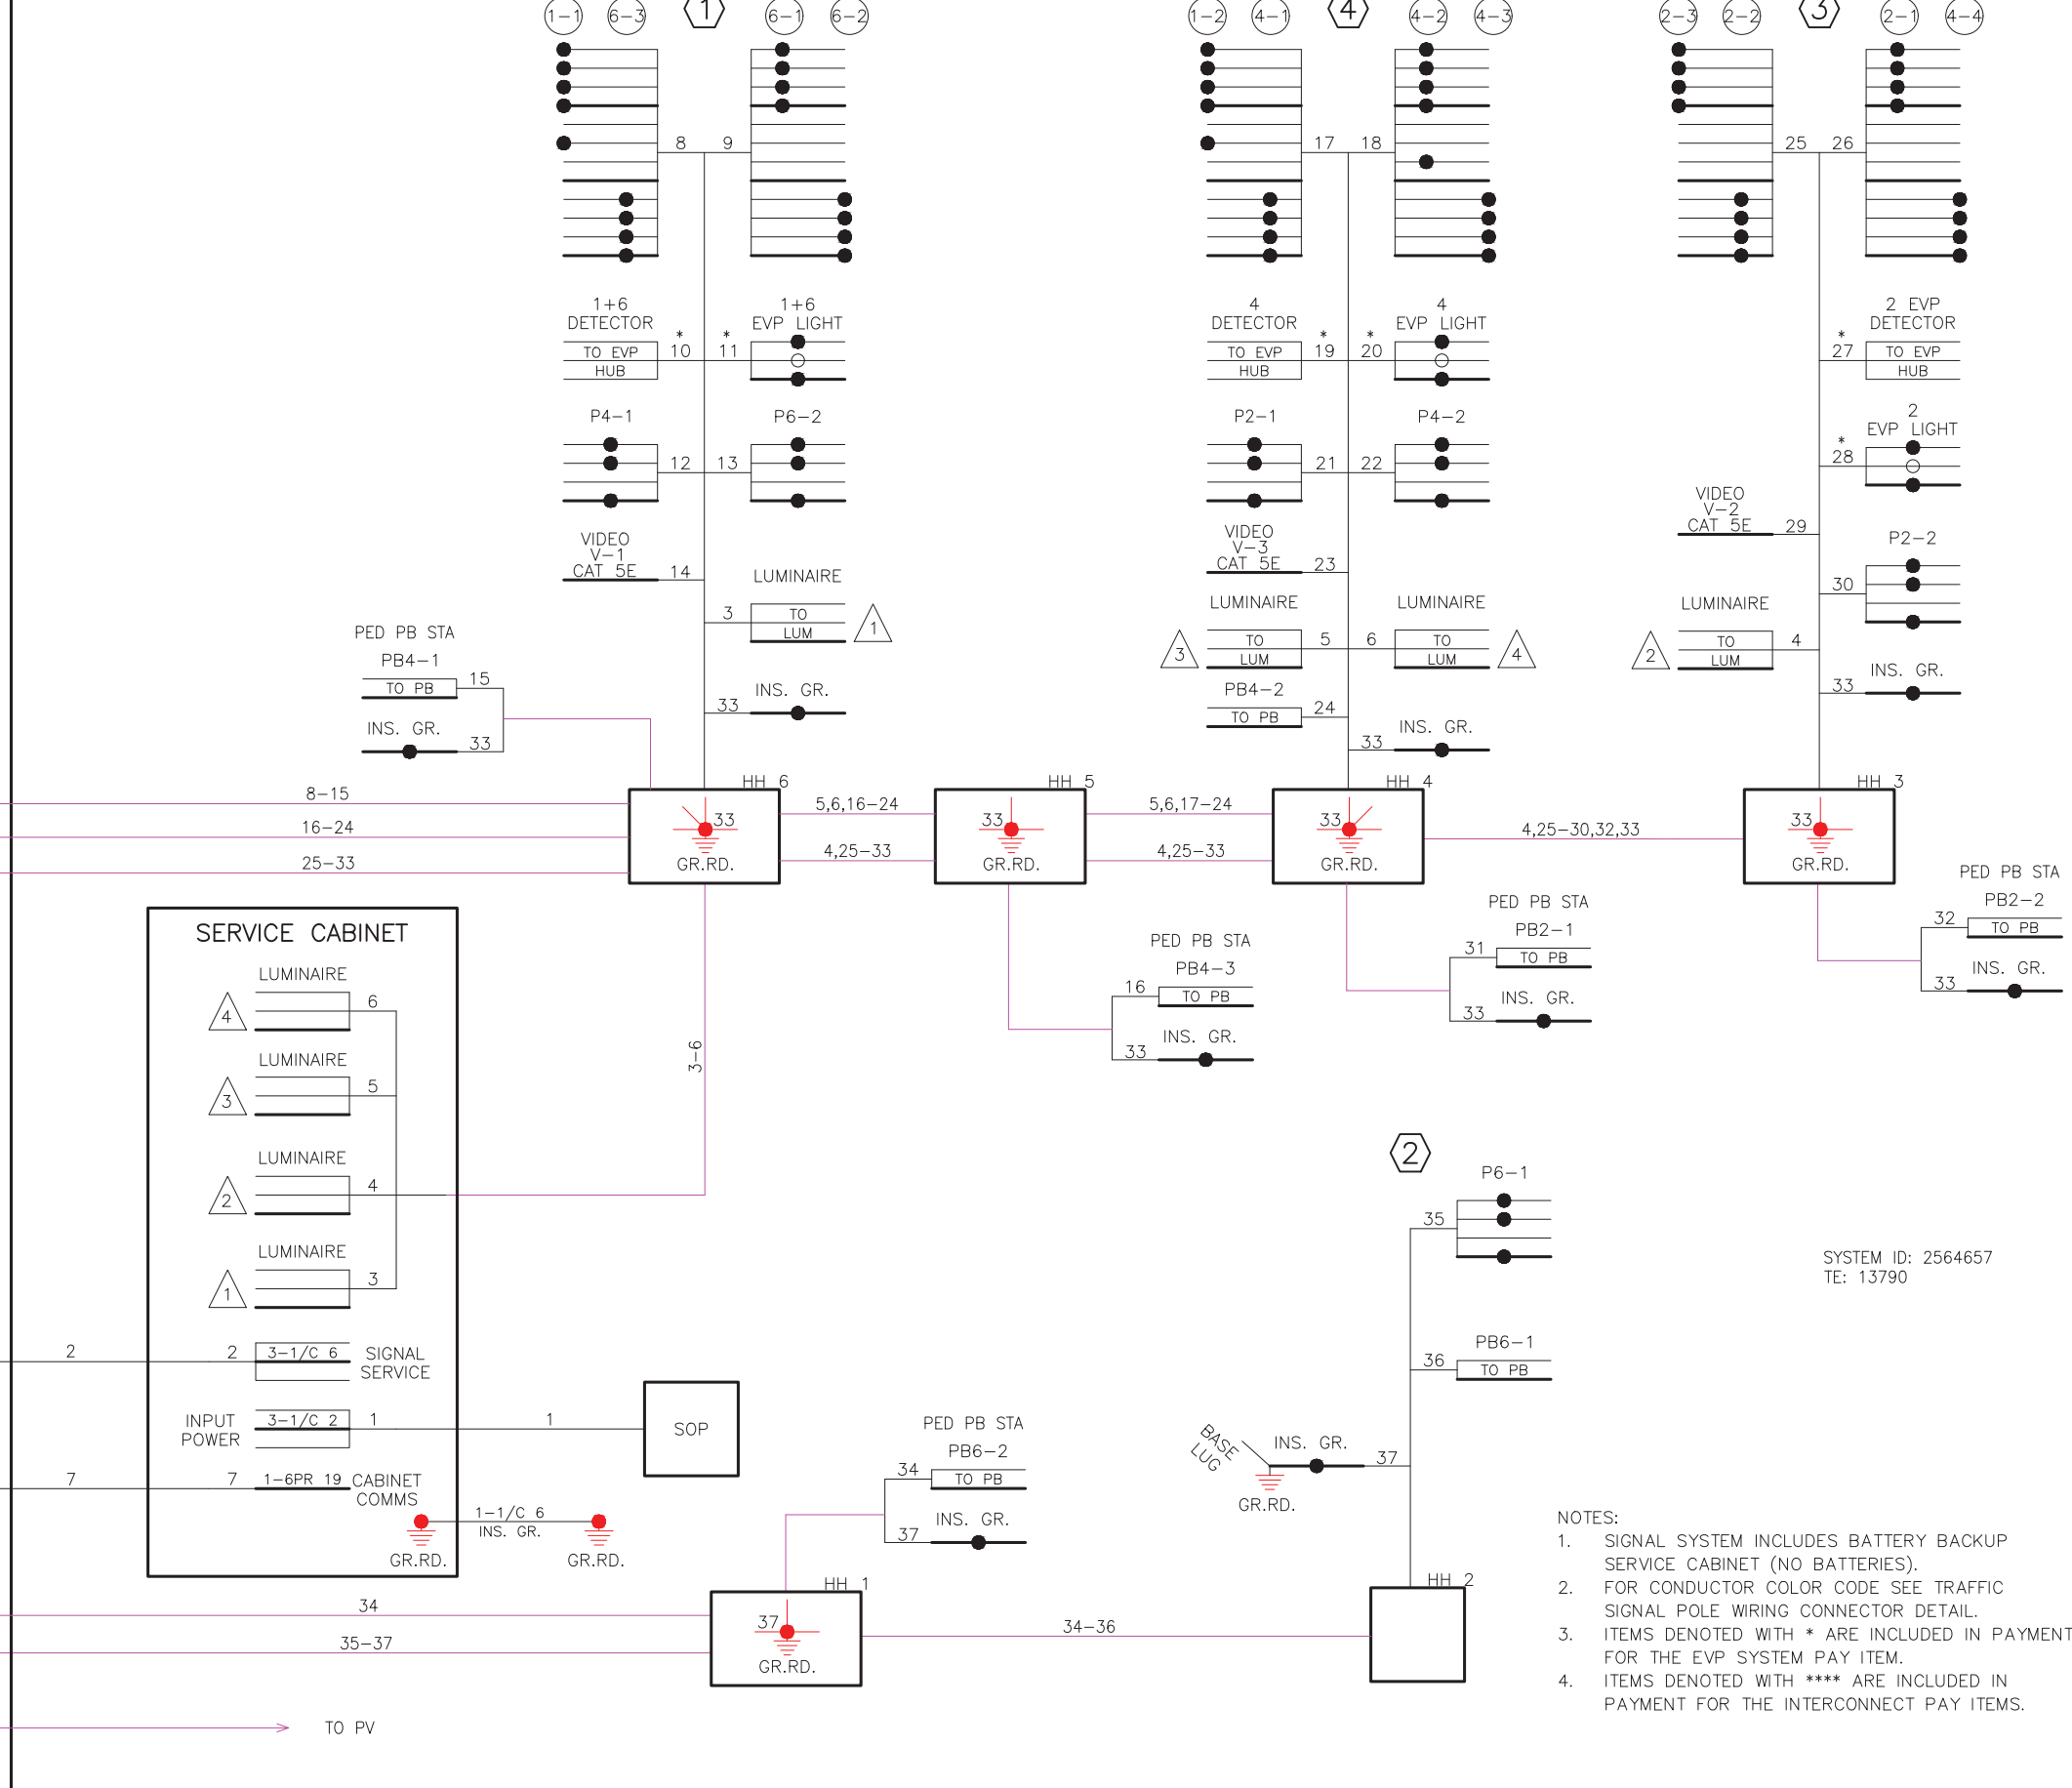 1-1 6-3 1 6-1 6-2
1-2 4-1 4 4-2 4-3
2-3 2-2 3 2-1 4-4
8 9
17 18
25 26
1+6
DETECTOR
TO EVP
HUB
* 10
* 11
1+6
EVP LIGHT
P4-1
12 13
P6-2
VIDEO
V-1
CAT 5E
14
LUMINAIRE
3
TO
LUM
1
PED PB STA
PB4-1
TO PB
15
INS. GR.
33
33
INS. GR.
4
DETECTOR
TO EVP
HUB
* 19
* 20
4
EVP LIGHT
P2-1
21 22
P4-2
VIDEO
V-3
CAT 5E
23
LUMINAIRE
3
TO
LUM
5 6
LUMINAIRE
TO
LUM
4
PB4-2
TO PB
24
33
INS. GR.
2 EVP
DETECTOR
* 27
TO EVP
HUB
2
EVP LIGHT
* 28
VIDEO
V-2
CAT 5E
29
P2-2
30
LUMINAIRE
2
TO
LUM
4
33
INS. GR.
8-15
16-24
25-33
HH 6
33
GR.RD.
5,6,16-24
4,25-33
HH 5
33
GR.RD.
5,6,17-24
4,25-33
HH 4
33
GR.RD.
4,25-30,32,33
HH 3
33
GR.RD.
PED PB STA
PB4-3
16
TO PB
INS. GR.
33
PED PB STA
PB2-1
31
TO PB
INS. GR.
33
PED PB STA
PB2-2
32
TO PB
INS. GR.
33
3-6
SERVICE CABINET
LUMINAIRE
4
6
LUMINAIRE
3
5
LUMINAIRE
2
4
LUMINAIRE
1
3
2 2 3-1/C 6 SIGNAL
SERVICE
INPUT
POWER
3-1/C 2 1 1
SOP
7 7 1-6PR 19 CABINET
COMMS
1-1/C 6
INS. GR.
GR.RD. GR.RD.
2
P6-1
35
PB6-1
36
TO PB
BASE
LUG
INS. GR.
37
GR.RD.
HH 2
PED PB STA
PB6-2
34
TO PB
INS. GR.
37
HH 1
37
GR.RD.
34
35-37
34-36
TO PV
SYSTEM ID: 2564657
TE: 13790
NOTES:
1. SIGNAL SYSTEM INCLUDES BATTERY BACKUP
SERVICE CABINET (NO BATTERIES).
2. FOR CONDUCTOR COLOR CODE SEE TRAFFIC
SIGNAL POLE WIRING CONNECTOR DETAIL.
3. ITEMS DENOTED WITH * ARE INCLUDED IN PAYMENT
FOR THE EVP SYSTEM PAY ITEM.
4. ITEMS DENOTED WITH **** ARE INCLUDED IN
PAYMENT FOR THE INTERCONNECT PAY ITEMS.